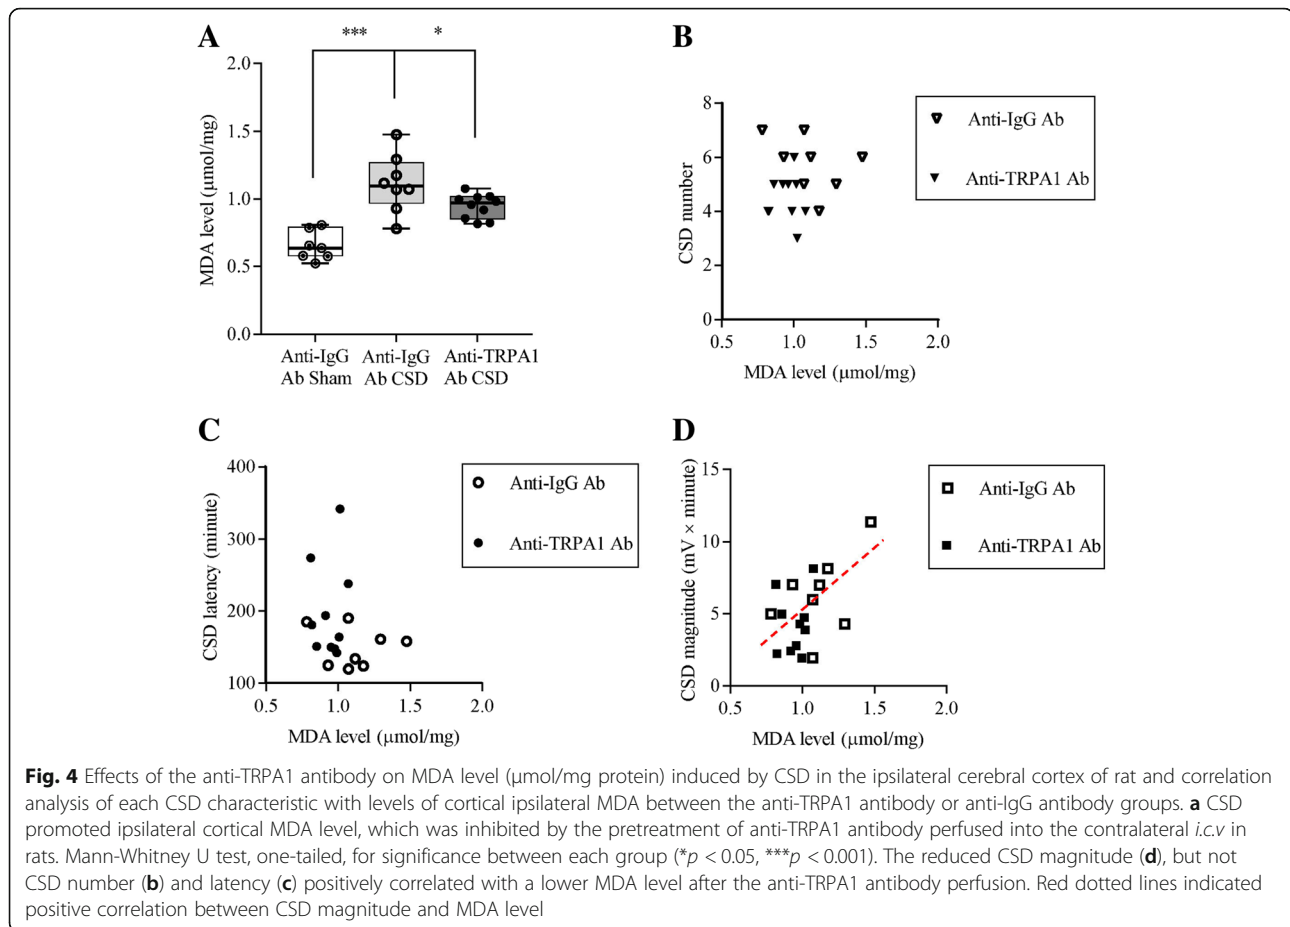 A
***
*
MDA level (μmol/mg)
2.0
1.5
1.0
0.5
0.0
Anti-IgG
Ab Sham
Anti-IgG
Ab CSD
Anti-TRPA1
Ab CSD
B
CSD number
8
6
4
2
0
0.5
1.0
1.5
2.0
MDA level (μmol/mg)
Anti-IgG Ab
Anti-TRPA1 Ab
C
CSD latency (minute)
400
300
200
100
0.5
1.0
1.5
2.0
MDA level (μmol/mg)
Anti-IgG Ab
Anti-TRPA1 Ab
D
CSD magnitude (mV × minute)
15
10
5
0
0.5
1.0
1.5
2.0
MDA level (μmol/mg)
Anti-IgG Ab
Anti-TRPA1 Ab
Fig. 4 Effects of the anti-TRPA1 antibody on MDA level (μmol/mg protein) induced by CSD in the ipsilateral cerebral cortex of rat and correlation
analysis of each CSD characteristic with levels of cortical ipsilateral MDA between the anti-TRPA1 antibody or anti-IgG antibody groups. a CSD
promoted ipsilateral cortical MDA level, which was inhibited by the pretreatment of anti-TRPA1 antibody perfused into the contralateral i.c.v in
rats. Mann-Whitney U test, one-tailed, for significance between each group (*p < 0.05, ***p < 0.001). The reduced CSD magnitude (d), but not
CSD number (b) and latency (c) positively correlated with a lower MDA level after the anti-TRPA1 antibody perfusion. Red dotted lines indicated
positive correlation between CSD magnitude and MDA level